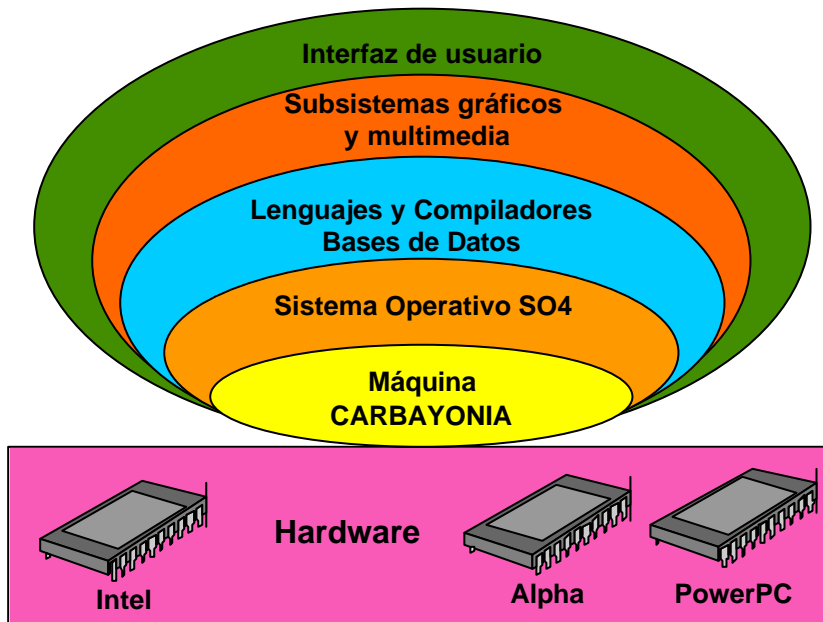 Interfaz de usuario
Subsistemas gráficos
y multimedia
Lenguajes y Compiladores
Bases de Datos
Sistema Operativo SO4
Máquina
CARBAYONIA
Hardware
Intel
Alpha
PowerPC